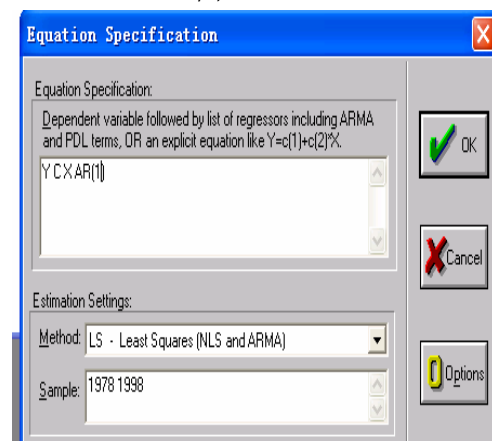 Equation Specification
Equation Specification:
Dependent variable followed by list of regressors including ARMA
and PDL terms, OR an explicit equation like Y=c(1)+c(2)*X.
Y C X AR(1)
OK
Cancel
Estimation Settings:
Method: LS - Least Squares (NLS and ARMA)
Sample: 1978 1998
Options